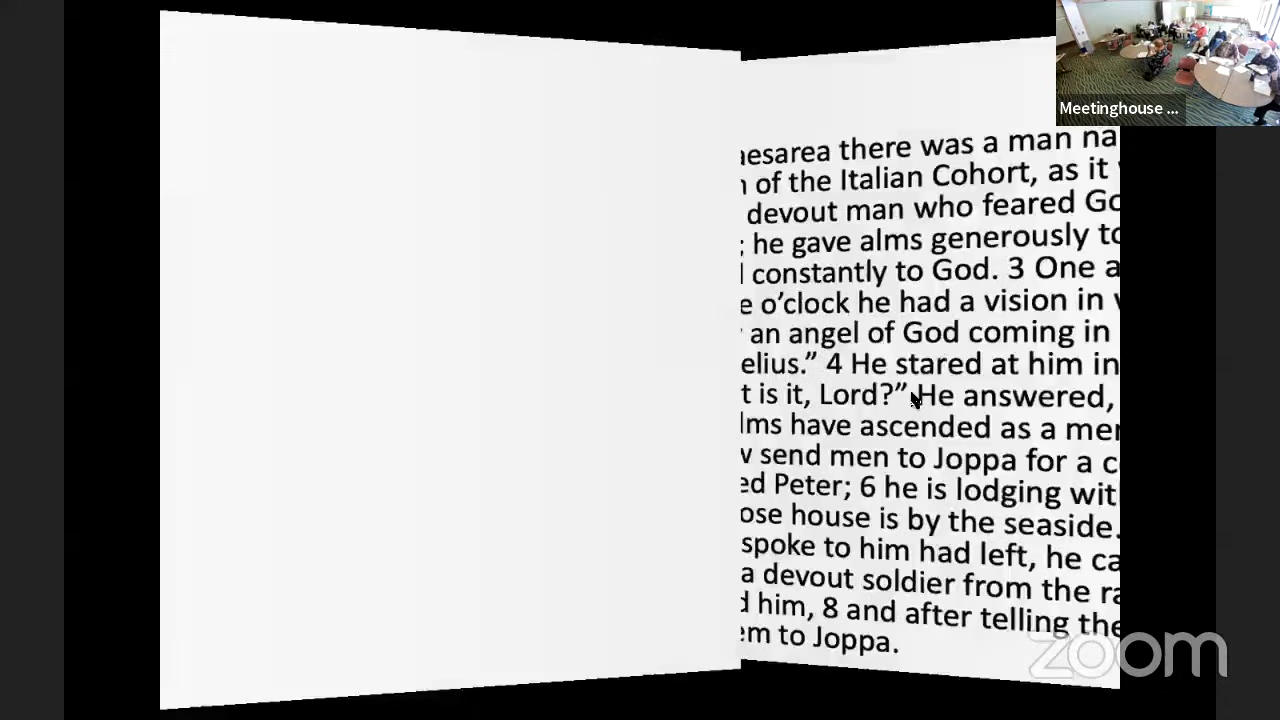 Meetinghouse ...
aesarea there was a man na
of the Italian Cohort, as it
devout man who feared Go
; he gave alms generously to
constantly to God. 3 One a
e o’clock he had a vision in
an angel of God coming in
elius.” 4 He stared at him in
t is it, Lord?” He answered,
lms have ascended as a mem
send men to Joppa for a c
ed Peter; 6 he is lodging wit
ose house is by the seaside.
spoke to him had left, he ca
a devout soldier from the ra
d him, 8 and after telling the
em to Joppa.
zoom